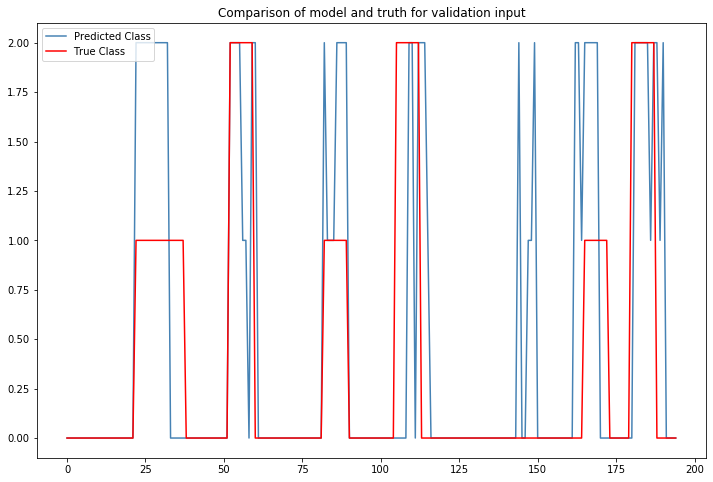 Comparison of model and truth for validation input
2.00
1.75
1.50
1.25
1.00
0.75
0.50
0.25
0.00
Predicted Class
True Class
0 25 50 75 100 125 150 175 200